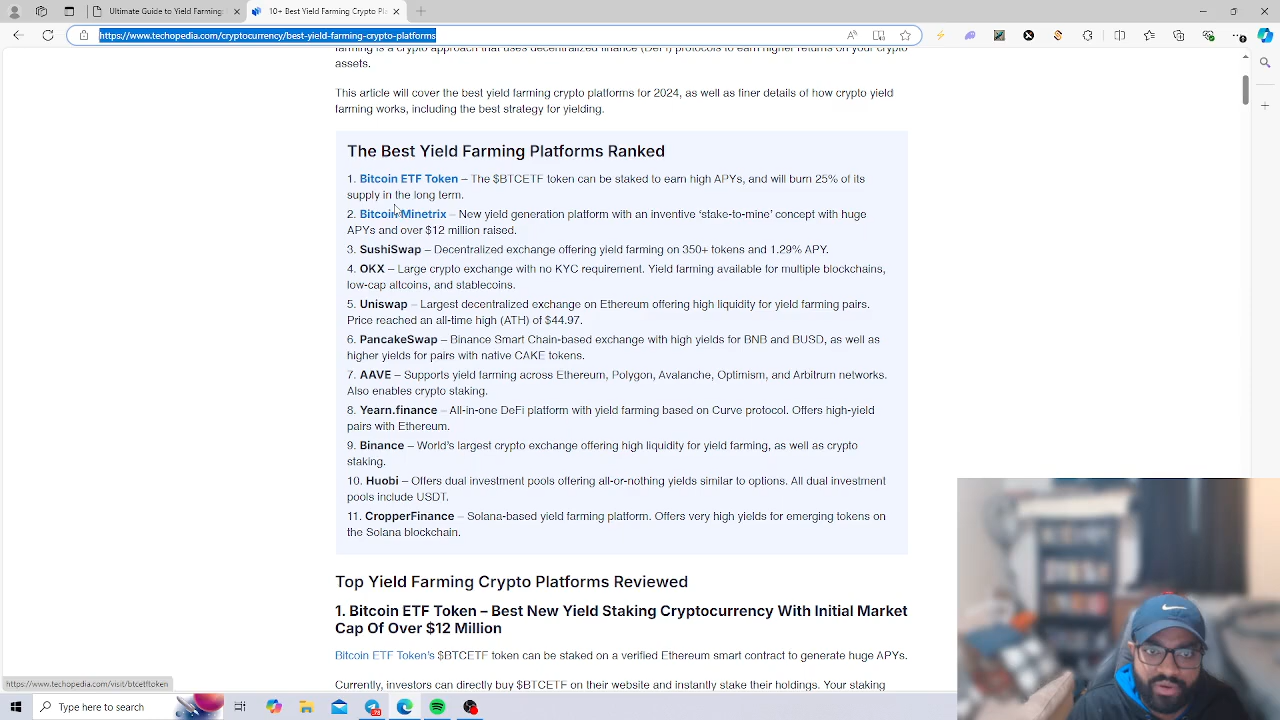 Ultimate Guide to Yield Farming:
10+ Best Yield Farming Crypto Pl
https://www.techopedia.com/cryptocurrency/best-yield-farming-crypto-platforms
farming is a crypto approach that uses decentralized finance (DeFi) protocols to earn higher returns on your crypto
assets.
This article will cover the best yield farming crypto platforms for 2024, as well as finer details of how crypto yield
farming works, including the best strategy for yielding.
The Best Yield Farming Platforms Ranked
1. Bitcoin ETF Token – The $BTCETF token can be staked to earn high APYs, and will burn 25% of its
supply in the long term.
2. Bitcoin Minetrix – New yield generation platform with an inventive ‘stake-to-mine’ concept with huge
APYs and over $12 million raised.
3. SushiSwap – Decentralized exchange offering yield farming on 350+ tokens and 1.29% APY.
4. OKX – Large crypto exchange with no KYC requirement. Yield farming available for multiple blockchains,
low-cap altcoins, and stablecoins.
5. Uniswap – Largest decentralized exchange on Ethereum offering high liquidity for yield farming pairs.
Price reached an all-time high (ATH) of $44.97.
6. PancakeSwap – Binance Smart Chain-based exchange with high yields for BNB and BUSD, as well as
higher yields for pairs with native CAKE tokens.
7. AAVE – Supports yield farming across Ethereum, Polygon, Avalanche, Optimism, and Arbitrum networks.
Also enables crypto staking.
8. Yearn.finance – All-in-one DeFi platform with yield farming based on Curve protocol. Offers high-yield
pairs with Ethereum.
9. Binance – World's largest crypto exchange offering high liquidity for yield farming, as well as crypto
staking.
10. Huobi – Offers dual investment pools offering all-or-nothing yields similar to options. All dual investment
pools include USDT.
11. CropperFinance – Solana-based yield farming platform. Offers very high yields for emerging tokens on
the Solana blockchain.
Top Yield Farming Crypto Platforms Reviewed
1. Bitcoin ETF Token – Best New Yield Staking Cryptocurrency With Initial Market
Cap Of Over $12 Million
Bitcoin ETF Token's $BTCETF token can be staked on a verified Ethereum smart contract to generate huge APYs.
Currently, investors can directly buy $BTCETF on their website and instantly stake their holdings. Your staking
https://www.techopedia.com/visit/btcetftoken
Type here to search